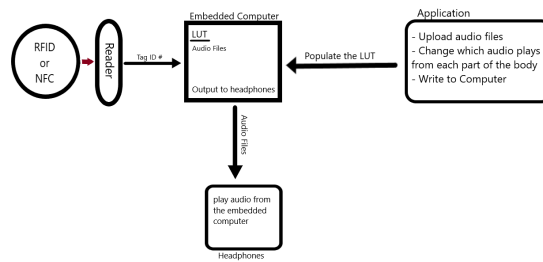 RFID
or
NFC
Reader
Tag ID #
Embedded Computer
LUT
Audio Files
Output to headphones
Populate the LUT
Application
- Upload audio files
- Change which audio plays
from each part of the body
- Write to Computer
Audio Files
play audio from
the embedded
computer
Headphones